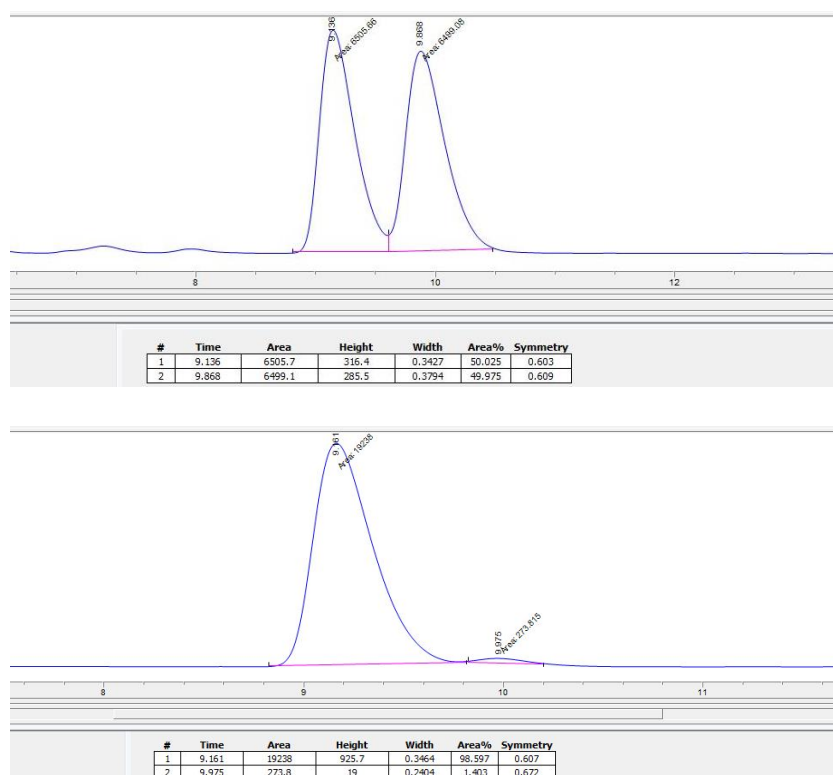 9.136
Area: 6505.66
9.868
Area: 6499.08
8 10 12
# Time Area Height Width Area% Symmetry
1 9.136 6505.7 316.4 0.3427 50.025 0.603
2 9.868 6499.1 285.5 0.3794 49.975 0.609
9.161
Area: 19238
9.975
Area: 273.815
8 9 10 11
# Time Area Height Width Area% Symmetry
1 9.161 19238 925.7 0.3464 98.597 0.607
2 9.975 273.8 19 0.2404 1.403 0.672